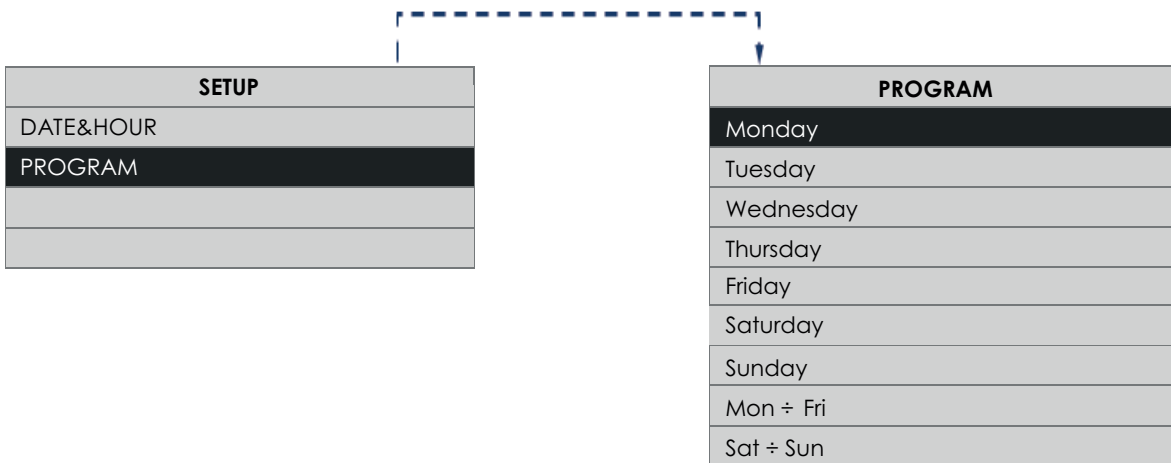 SETUP
DATE&HOUR
PROGRAM
PROGRAM
Monday
Tuesday
Wednesday
Thursday
Friday
Saturday
Sunday
Mon ÷ Fri
Sat ÷ Sun